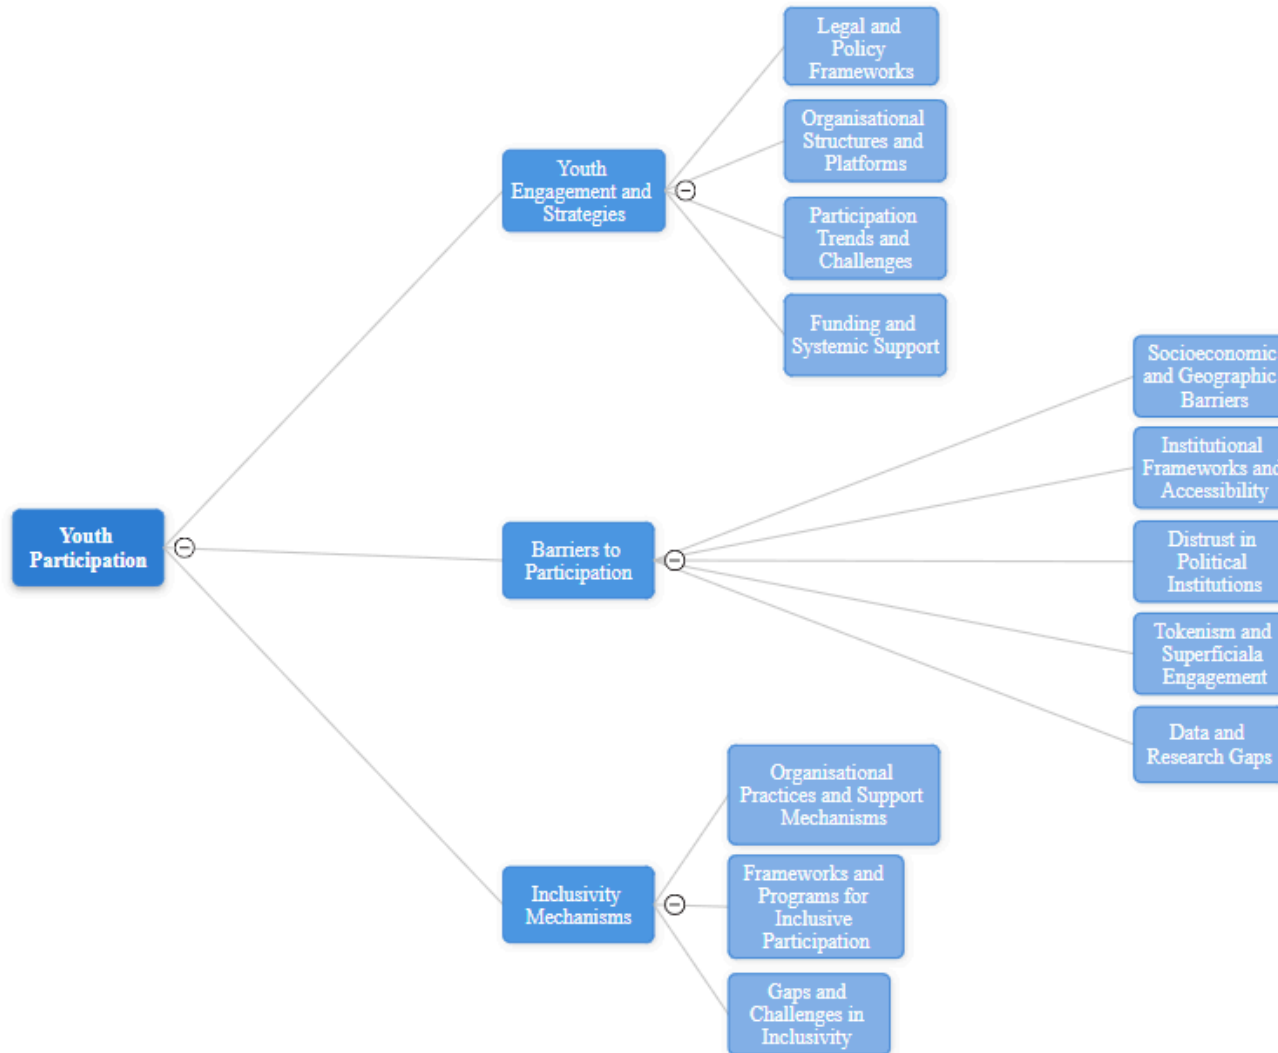 Legal and
Policy
Frameworks
Organisational
Structures and
Platforms
Youth
Engagement and
Strategies
Participation
Trends and
Challenges
Funding and
Systemic Support
Socioeconomic
and Geographic
Barriers
Institutional
Frameworks and
Accessibility
Youth
Participation
Barriers to
Participation
Distrust in
Political
Institutions
Tokenism and
Superficiala
Engagement
Data and
Research Gaps
Organisational
Practices and Support
Mechanisms
Inclusivity
Mechanisms
Frameworks and
Programs for
Inclusive
Participation
Gaps and
Challenges in
Inclusivity